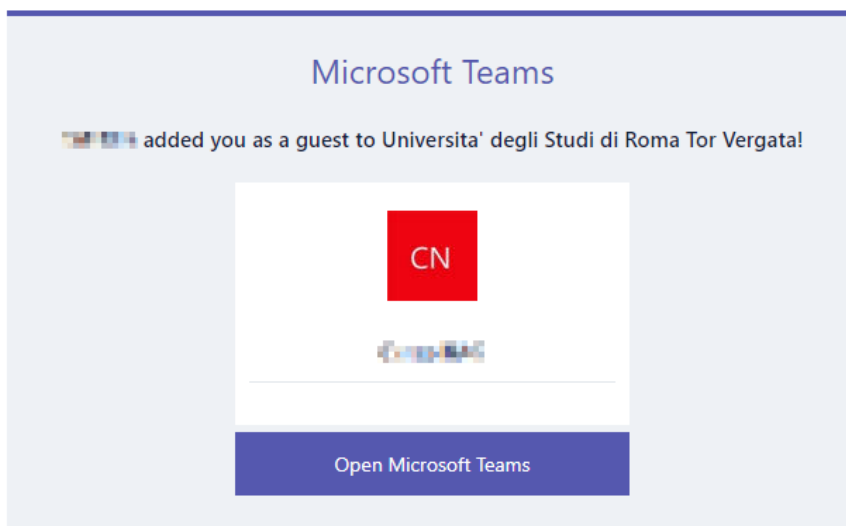 Microsoft Teams
added you as a guest to Universita' degli Studi di Roma Tor Vergata!
CN
Open Microsoft Teams